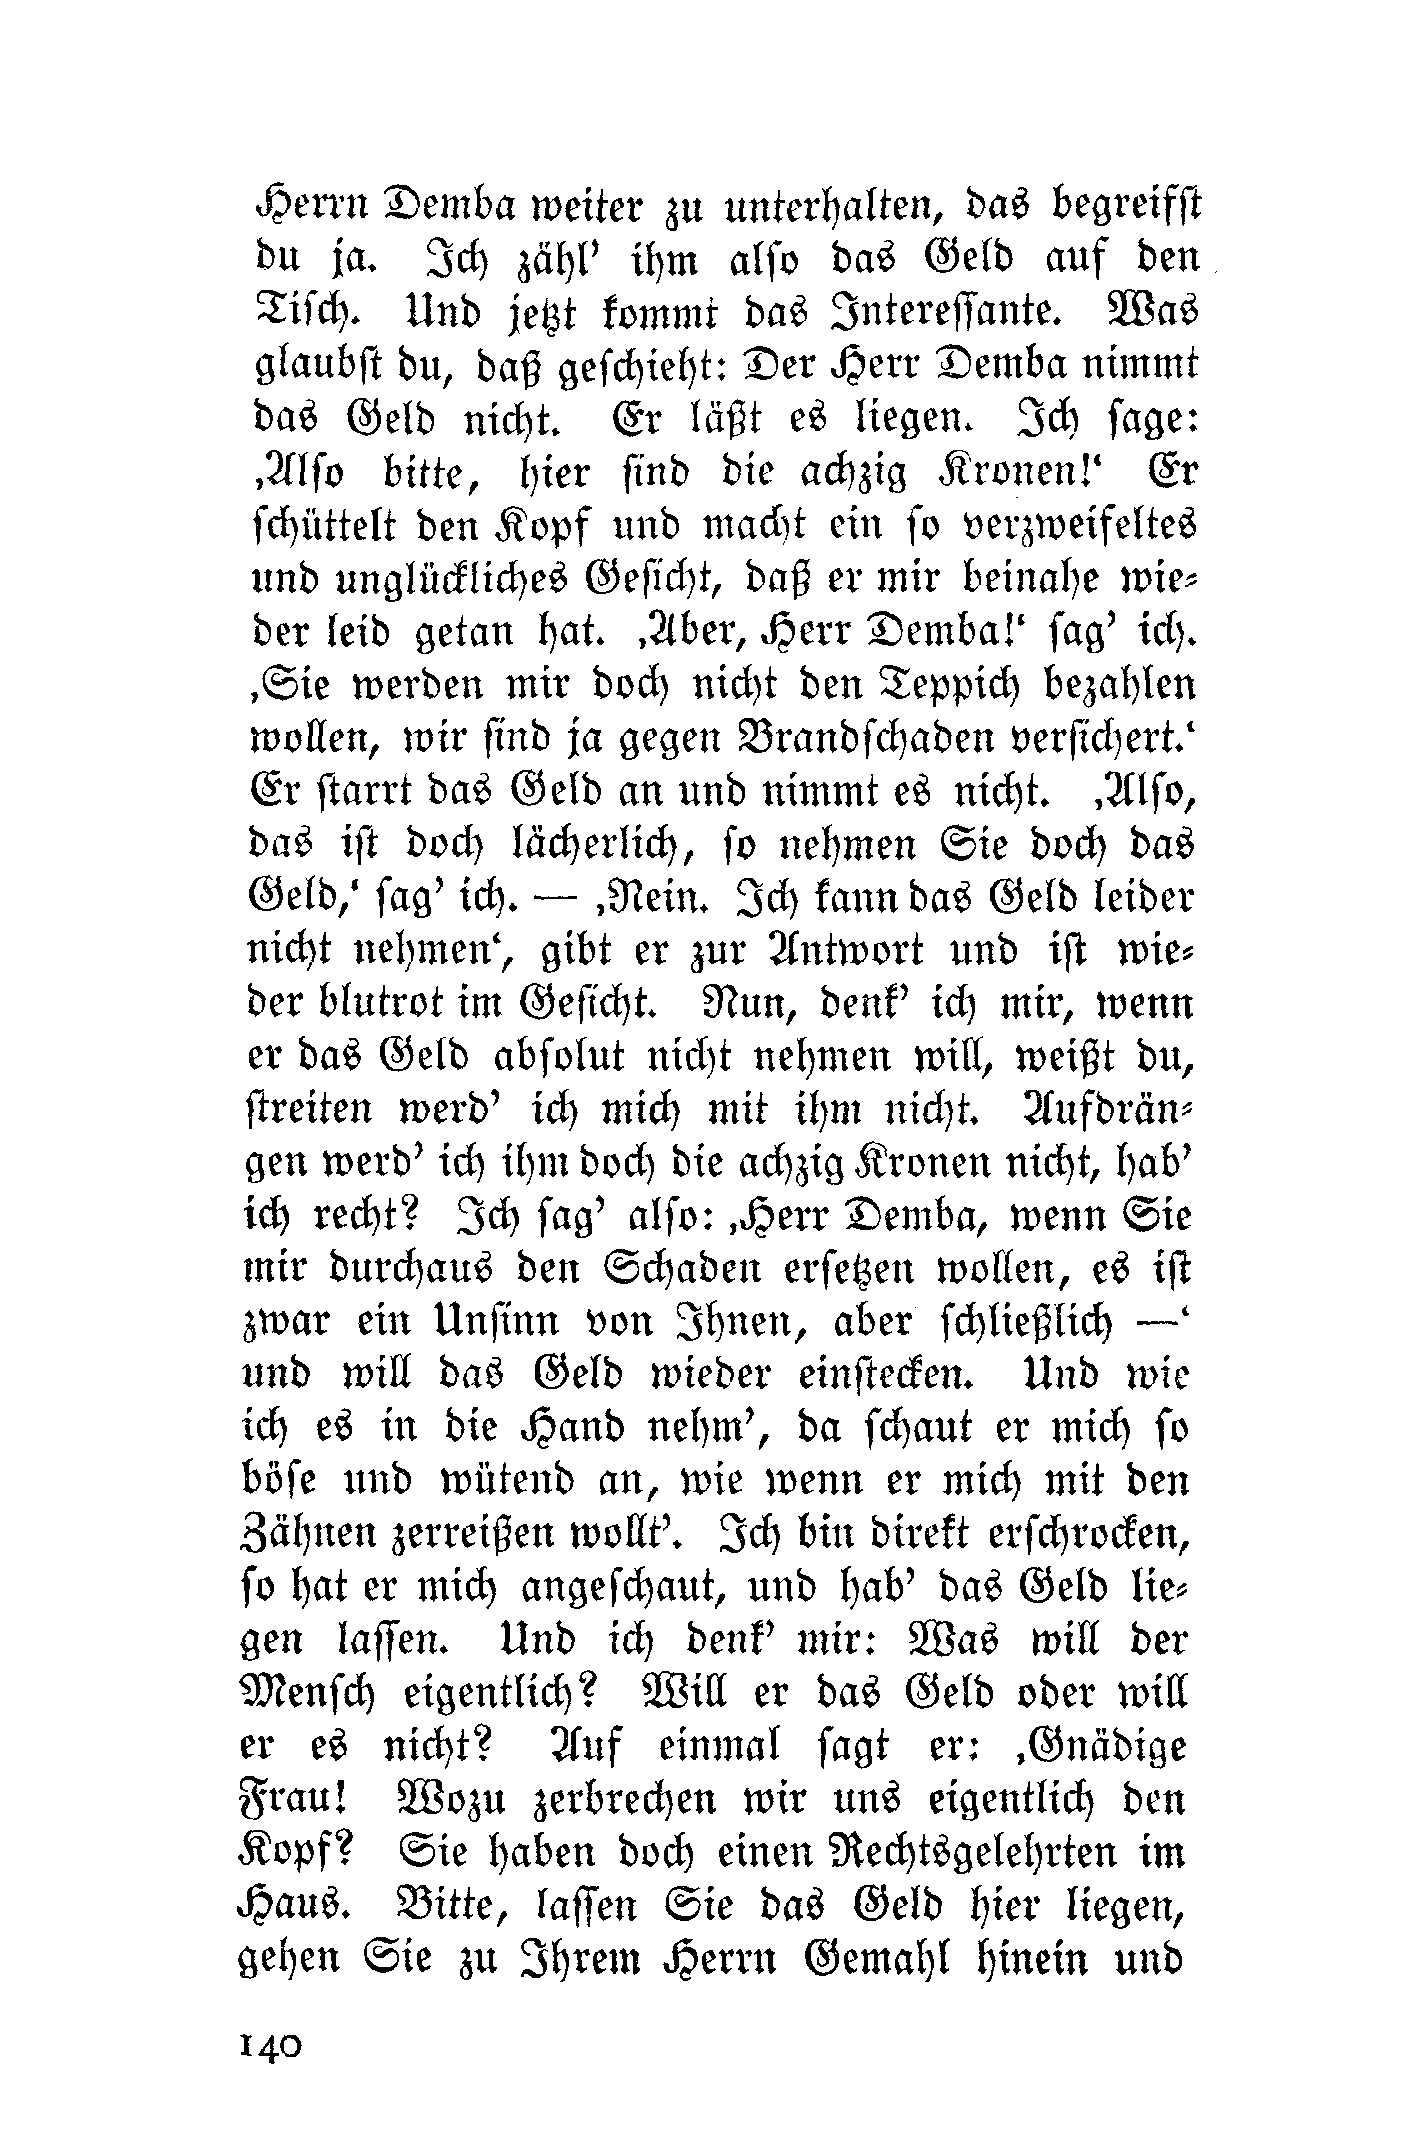 Herrn Demba weiter zu unterhalten, das begreifst
du ja. Ich zähl’ ihm also das Geld auf den
Tisch. Und jetzt kommt das Interessante. Was
glaubst du, daß geschieht: Der Herr Demba nimmt
das Geld nicht. Er läßt es liegen. Ich sage:
‚Also bitte, hier sind die achzig Kronen!‘ Er
schüttelt den Kopf und macht ein so verzweifeltes
und unglückliches Gesicht, daß er mir beinahe wie-
der leid getan hat. ‚Aber, Herr Demba!‘ sag’ ich.
‚Sie werden mir doch nicht den Teppich bezahlen
wollen, wir sind ja gegen Brandschaden versichert.‘
Er starrt das Geld an und nimmt es nicht. ‚Also,
das ist doch lächerlich, so nehmen Sie doch das
Geld,‘ sag’ ich. — ‚Nein. Ich kann das Geld leider
nicht nehmen‘, gibt er zur Antwort und ist wie-
der blutrot im Gesicht. Nun, denk’ ich mir, wenn
er das Geld absolut nicht nehmen will, weißt du,
streiten werd’ ich mich mit ihm nicht. Aufdrän-
gen werd’ ich ihm doch die achzig Kronen nicht, hab’
ich recht? Ich sag’ also: ‚Herr Demba, wenn Sie
mir durchaus den Schaden ersetzen wollen, es ist
zwar ein Unsinn von Ihnen, aber schließlich —‘
und will das Geld wieder einstecken. Und wie
ich es in die Hand nehm’, da schaut er mich so
böse und wütend an, wie wenn er mich mit den
Zähnen zerreißen wollt’. Ich bin direkt erschrocken,
so hat er mich angeschaut, und hab’ das Geld lie-
gen lassen. Und ich denk’ mir: Was will der
Mensch eigentlich? Will er das Geld oder will
er es nicht? Auf einmal sagt er: ‚Gnädige
Frau! Wozu zerbrechen wir uns eigentlich den
Kopf? Sie haben doch einen Rechtsgelehrten im
Haus. Bitte, lassen Sie das Geld hier liegen,
gehen Sie zu Ihrem Herrn Gemahl hinein und
140